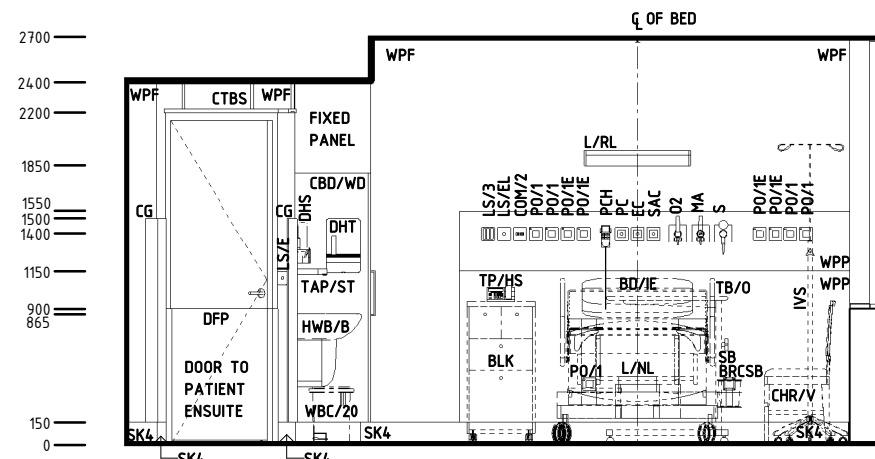 ℄ OF BED
2700
2400
2200
1850
1550
1500
1400
1150
900
865
150
0
WPF
WPF
WPF
CTBS
WPF
FIXED
PANEL
L/RL
CBD/WD
CG
CG
DHS
DHT
LS/E
LS/3
LS/EL
COM/2
PO/1
PO/1
PO/1E
PO/1E
PCH
PC
EC
SAC
O2
MA
S
PO/1E
PO/1E
PO/1
PO/1
WPP
WPP
TAP/ST
TP/HS
BD/IE
TB/O
IVS
DFP
HWB/B
BLK
PO/1
L/NL
SB
BRCSB
DOOR TO
PATIENT
ENSUITE
CHR/V
WBC/20
SK4
SK4
SK4
SK4
SK4